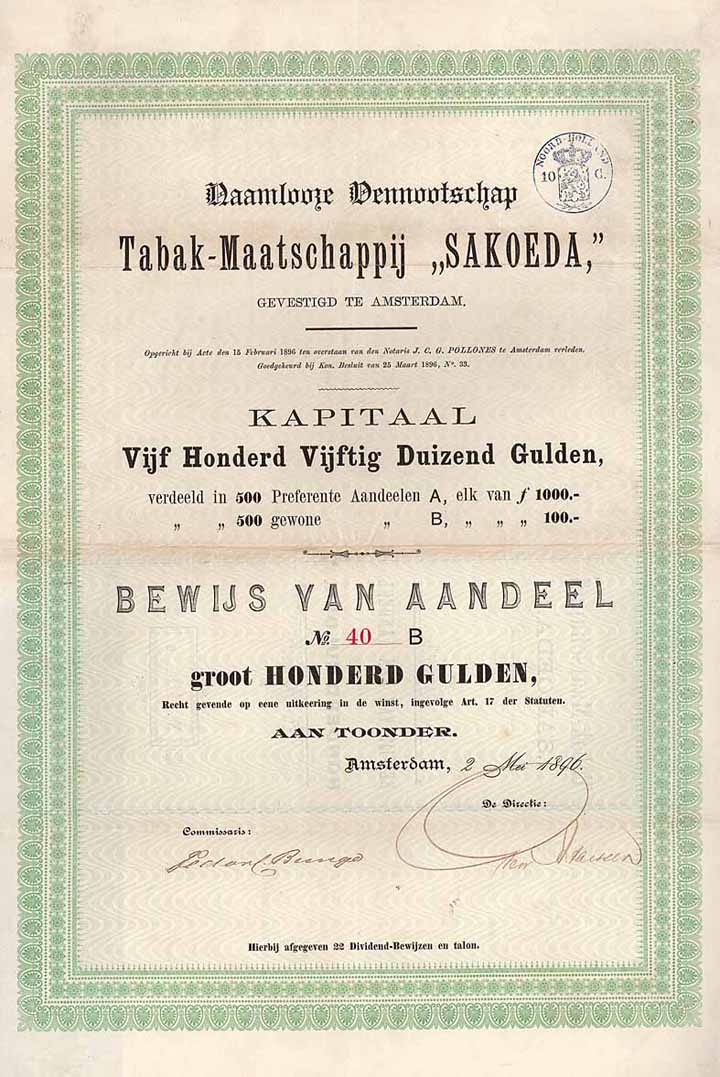 NOORD-HOLLAND
10 C.
Naamlooze Vennootschap
Tabak-Maatschappij „SAKOEDA,”
GEVESTIGD TE AMSTERDAM.
Opgericht bij Acte den 15 Februari 1896 ten overstaan van den Notaris J. C. G. POLLONES te Amsterdam verleden.
Goedgekeurd bij Kon. Besluit van 25 Maart 1896, Nº. 33.
KAPITAAL
Vijf Honderd Vijftig Duizend Gulden,
verdeeld in 500 Preferente Aandeelen A, elk van ƒ 1000.-
„ „ 500 gewone „ B, „ „ „ 100.-
BEWIJS VAN AANDEEL
Nº. 40 B
groot HONDERD GULDEN,
Recht gevende op eene uitkeering in de winst, ingevolge Art. 17 der Statuten.
AAN TOONDER.
Amsterdam, 2 Mei 1896.
De Directie:
Commissaris:
Bunge
Hierbij afgegeven 22 Dividend-Bewijzen en talon.